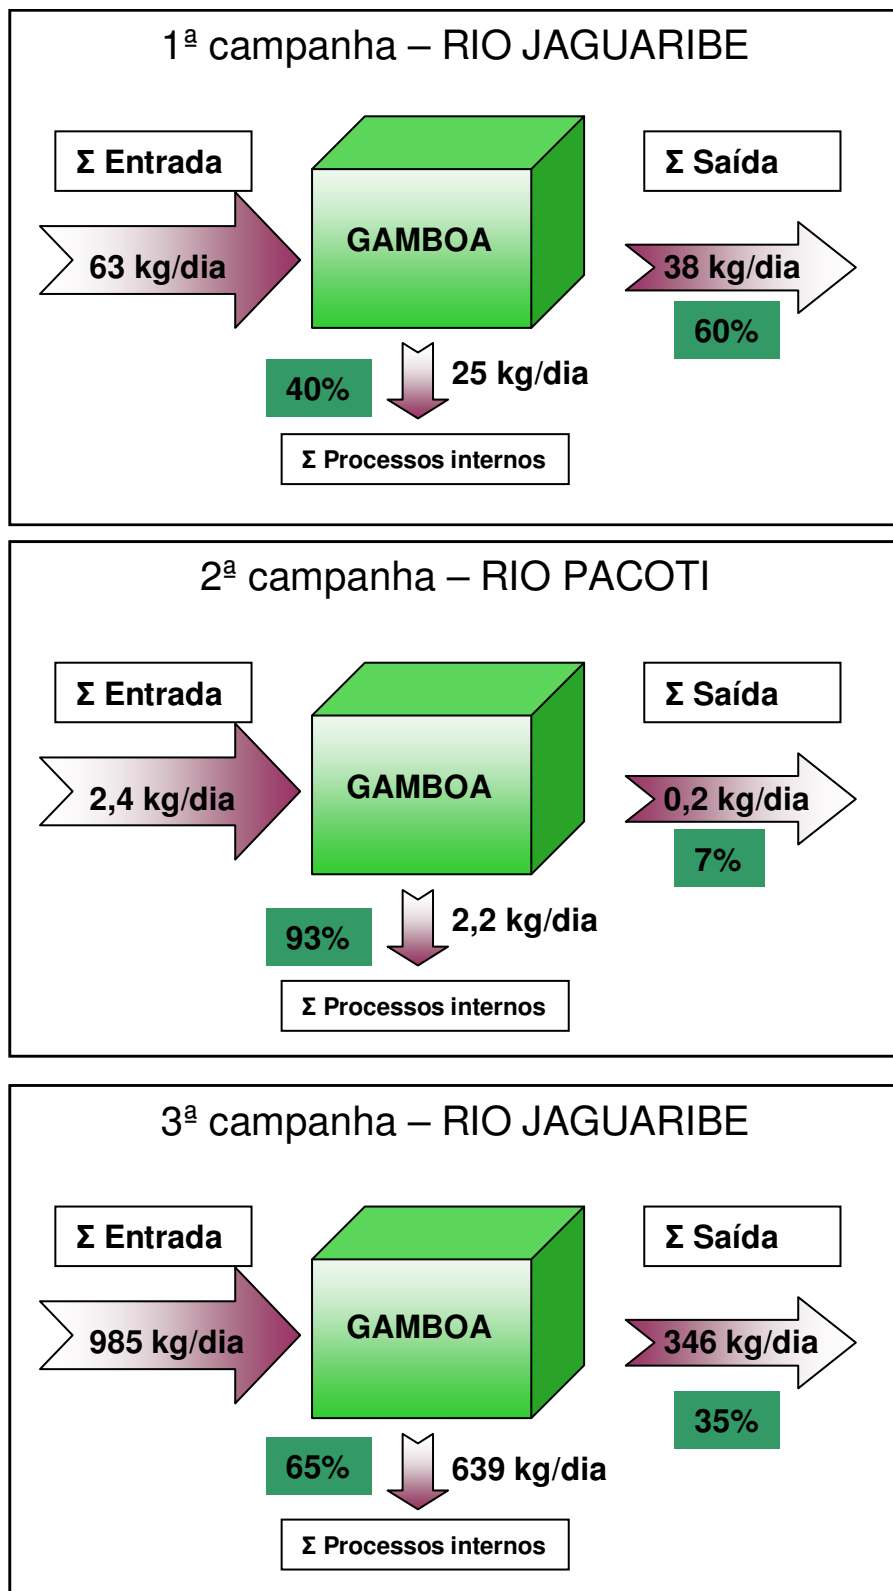 1ª campanha – RIO JAGUARIBE
Σ Entrada
Σ Saída
GAMBOA
63 kg/dia
38 kg/dia
60%
40%
25 kg/dia
Σ Processos internos
2ª campanha – RIO PACOTI
Σ Entrada
Σ Saída
GAMBOA
2,4 kg/dia
0,2 kg/dia
7%
93%
2,2 kg/dia
Σ Processos internos
3ª campanha – RIO JAGUARIBE
Σ Entrada
Σ Saída
GAMBOA
985 kg/dia
346 kg/dia
35%
65%
639 kg/dia
Σ Processos internos